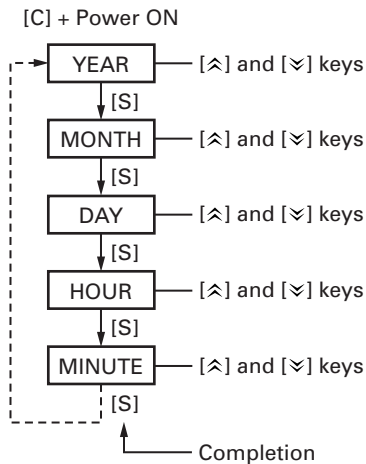 [C] + Power ON
YEAR [︽] and [︾] keys
[S]
MONTH [︽] and [︾] keys
[S]
DAY [︽] and [︾] keys
[S]
HOUR [︽] and [︾] keys
[S]
MINUTE [︽] and [︾] keys
[S]
Completion